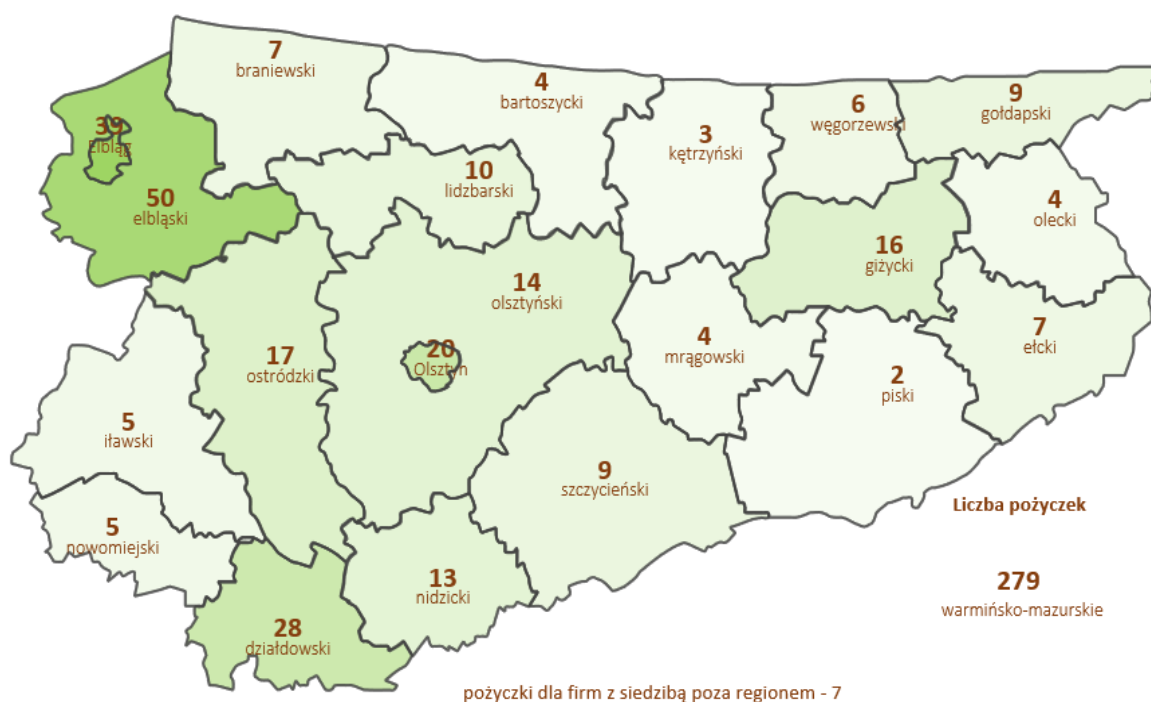 7
braniewski
4
bartoszycki
6
węgorzewski
9
gołdapski
39
Elbląg
3
kętrzyński
10
lidzbarski
50
elbląski
4
olecki
16
giżycki
14
olsztyński
17
ostródzki
20
Olsztyn
4
mrągowski
7
ełcki
2
piski
5
iławski
9
szczycieński
Liczba pożyczek
5
nowomiejski
13
nidzicki
279
warmińsko-mazurskie
28
działdowski
pożyczki dla firm z siedzibą poza regionem - 7